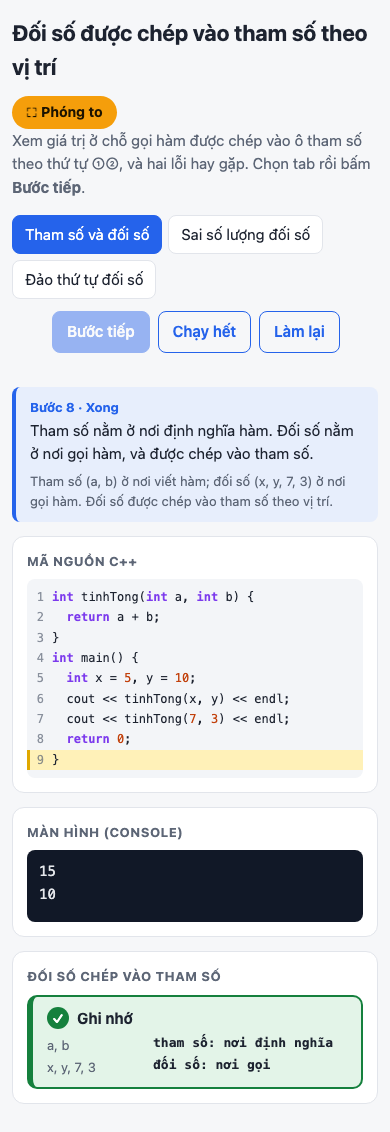 Đối số được chép vào tham số theo
vị trí
⛶ Phóng to
Xem giá trị ở chỗ gọi hàm được chép vào ô tham số
theo thứ tự ①②, và hai lỗi hay gặp. Chọn tab rồi bấm
Bước tiếp.
Tham số và đối số
Sai số lượng đối số
Đảo thứ tự đối số
Bước tiếp
Chạy hết
Làm lại
Bước 8 · Xong
Tham số nằm ở nơi định nghĩa hàm. Đối số nằm
ở nơi gọi hàm, và được chép vào tham số.
Tham số (a, b) ở nơi viết hàm; đối số (x, y, 7, 3) ở nơi
gọi hàm. Đối số được chép vào tham số theo vị trí.
MÃ NGUỒN C++
1 int tinhTong(int a, int b) {
2   return a + b;
3 }
4 int main() {
5   int x = 5, y = 10;
6   cout << tinhTong(x, y) << endl;
7   cout << tinhTong(7, 3) << endl;
8   return 0;
9 }
MÀN HÌNH (CONSOLE)
15
10
ĐỐI SỐ CHÉP VÀO THAM SỐ
Ghi nhớ
a, b tham số: nơi định nghĩa
x, y, 7, 3 đối số: nơi gọi